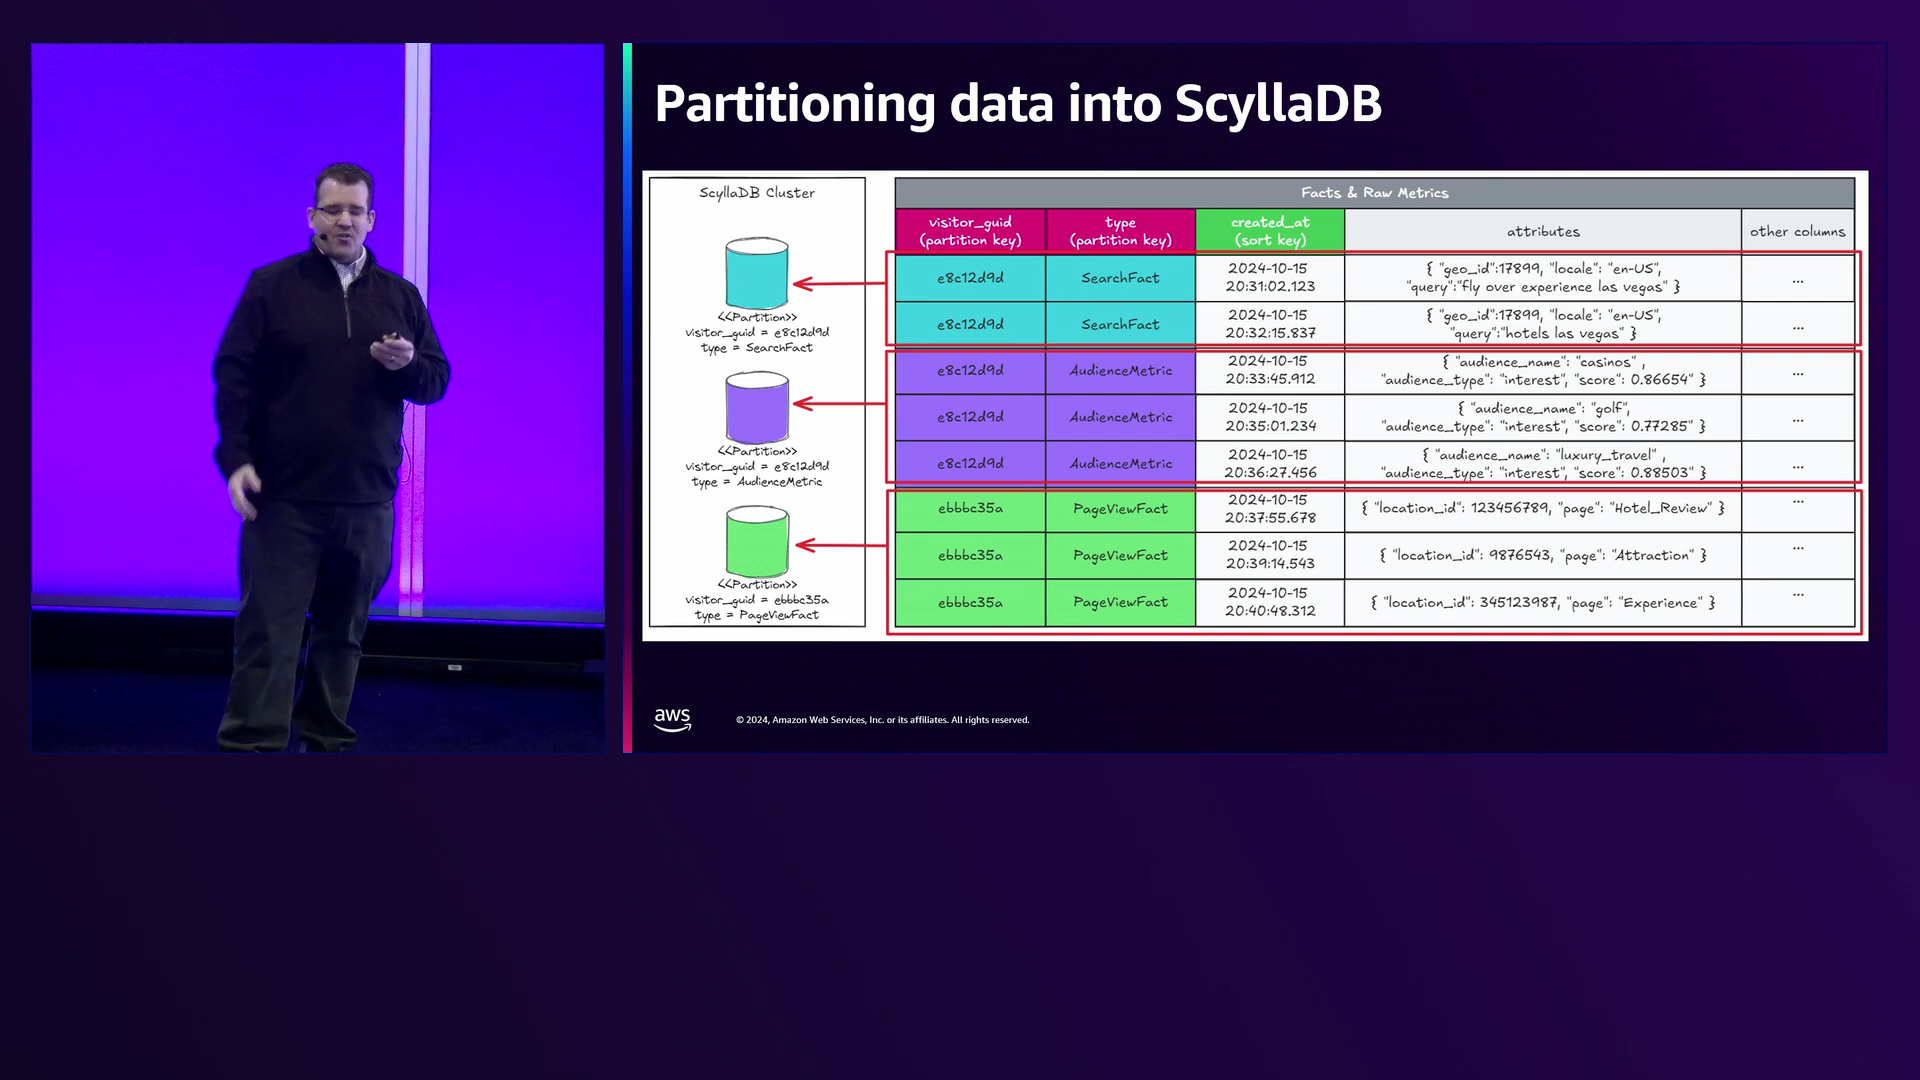 Partitioning data into ScyllaDB
ScyllaDB Cluster
<<Partition>>
visitor_guid = e8c12d9d
type = SearchFact
<<Partition>>
visitor_guid = e8c12d9d
type = AudienceMetric
<<Partition>>
visitor_guid = ebbbc35a
type = PageViewFact
Facts & Raw Metrics
visitor_guid
(partition key)
type
(partition key)
created_at
(sort key)
attributes
other columns
e8c12d9d
SearchFact
2024-10-15
20:31:02.123
{ "geo_id":17899, "locale": "en-US",
"query":"fly over experience las vegas" }
...
e8c12d9d
SearchFact
2024-10-15
20:32:15.837
{ "geo_id":17899, "locale": "en-US",
"query":"hotels las vegas" }
...
e8c12d9d
AudienceMetric
2024-10-15
20:33:45.912
{ "audience_name": "casinos",
"audience_type": "interest", "score": 0.86654" }
...
e8c12d9d
AudienceMetric
2024-10-15
20:35:01.234
{ "audience_name": "golf",
"audience_type": "interest", "score": 0.77285" }
...
e8c12d9d
AudienceMetric
2024-10-15
20:36:27.456
{ "audience_name": "luxury_travel" ,
"audience_type": "interest", "score": 0.88503" }
...
ebbbc35a
PageViewFact
2024-10-15
20:37:55.678
{ "location_id": 123456789, "page": "Hotel_Review" }
...
ebbbc35a
PageViewFact
2024-10-15
20:39:14.543
{ "location_id": 9876543, "page": "Attraction" }
...
ebbbc35a
PageViewFact
2024-10-15
20:40:48.312
{ "location_id": 345123987, "page": "Experience" }
...
aws
© 2024, Amazon Web Services, Inc. or its affiliates. All rights reserved.